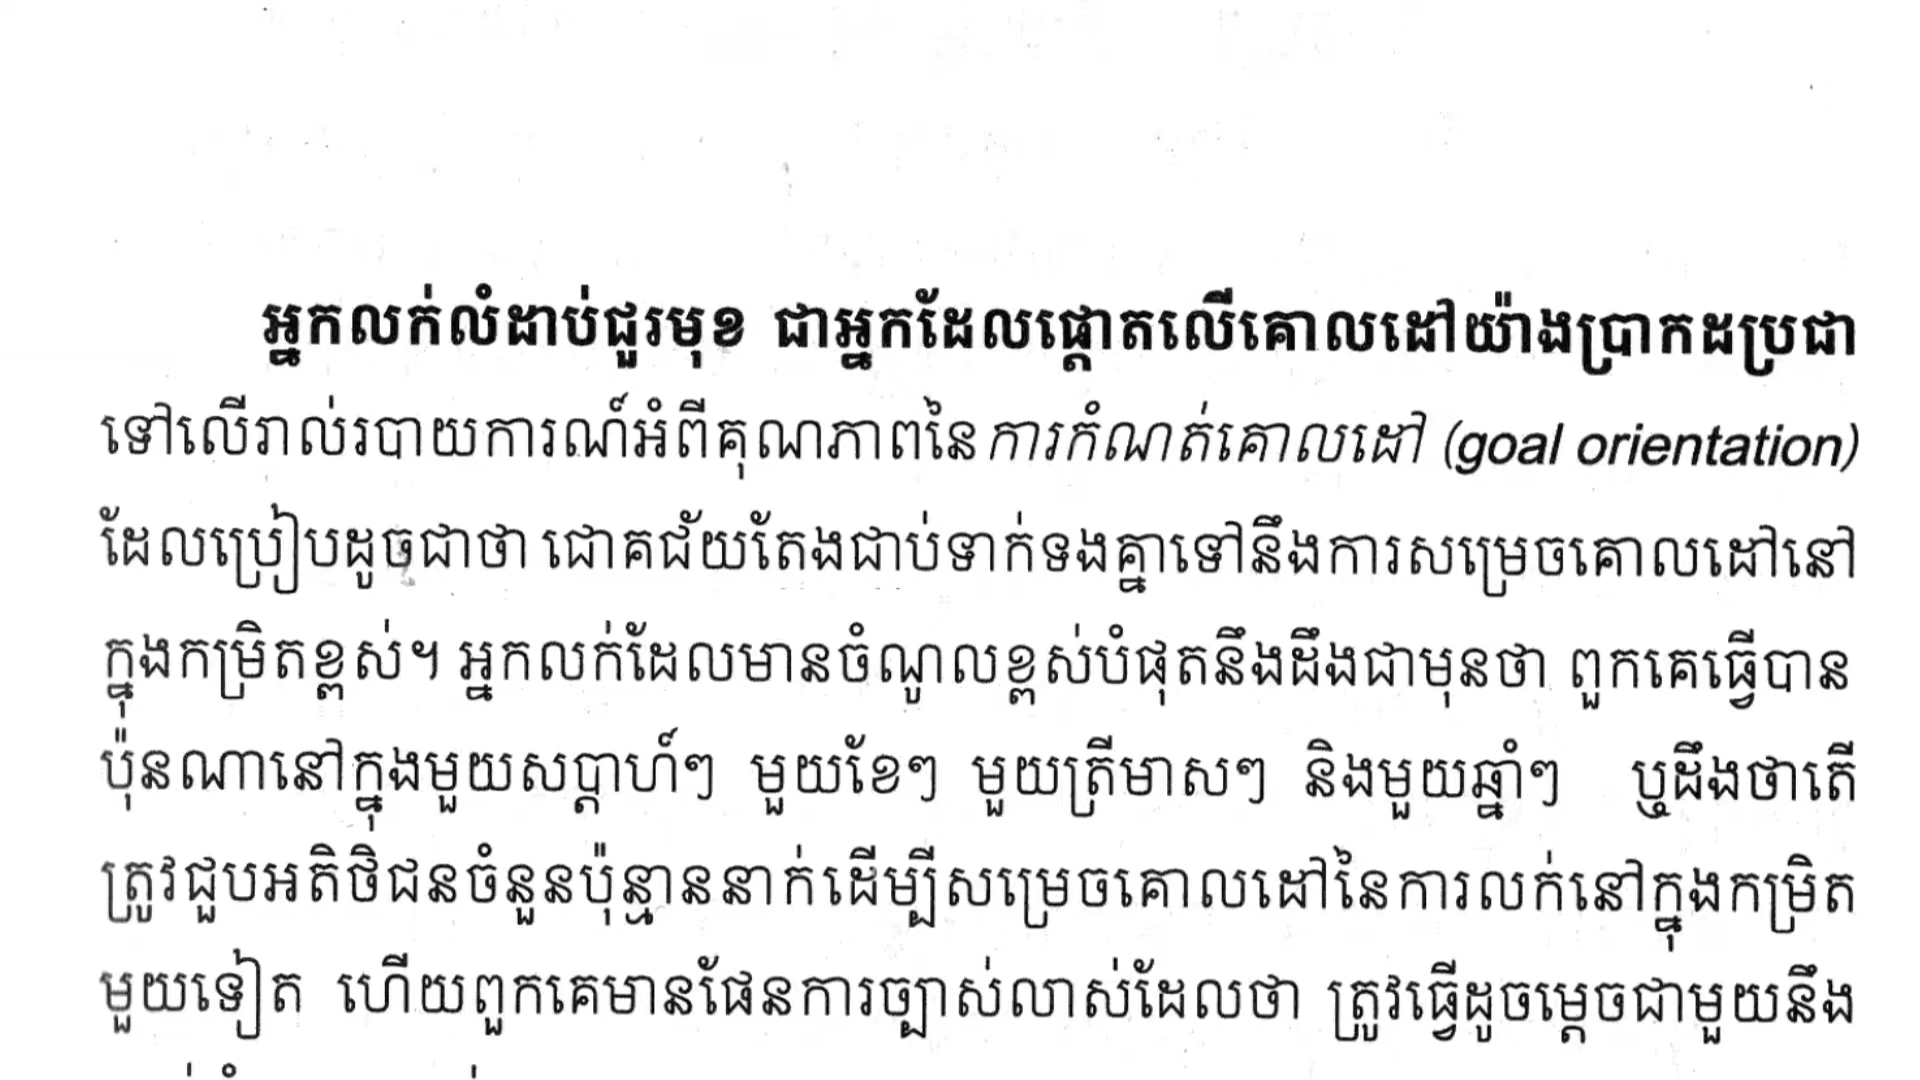 អ្នកលក់លំដាប់ជួរមុខ ជាអ្នកដែលផ្តោតលើគោលដៅយ៉ាងប្រាកដប្រជា
ទៅលើរាល់របាយការណ៍អំពីគុណភាពនៃការកំណត់គោលដៅ (goal orientation)
ដែលប្រៀបដូចជាថា ជោគជ័យតែងជាប់ទាក់ទងគ្នាទៅនឹងការសម្រេចគោលដៅនៅ
ក្នុងកម្រិតខ្ពស់។ អ្នកលក់ដែលមានចំណូលខ្ពស់បំផុតនឹងដឹងជាមុនថា ពួកគេធ្វើបាន
ប៉ុនណានៅក្នុងមួយសប្តាហ៍ៗ មួយខែៗ មួយត្រីមាសៗ និងមួយឆ្នាំៗ ឬដឹងថាតើ
ត្រូវជួបអតិថិជនចំនួនប៉ុន្មាននាក់ដើម្បីសម្រេចគោលដៅនៃការលក់នៅក្នុងកម្រិត
មួយទៀត ហើយពួកគេមានផែនការច្បាស់លាស់ដែលថា ត្រូវធ្វើដូចម្តេចជាមួយនឹង